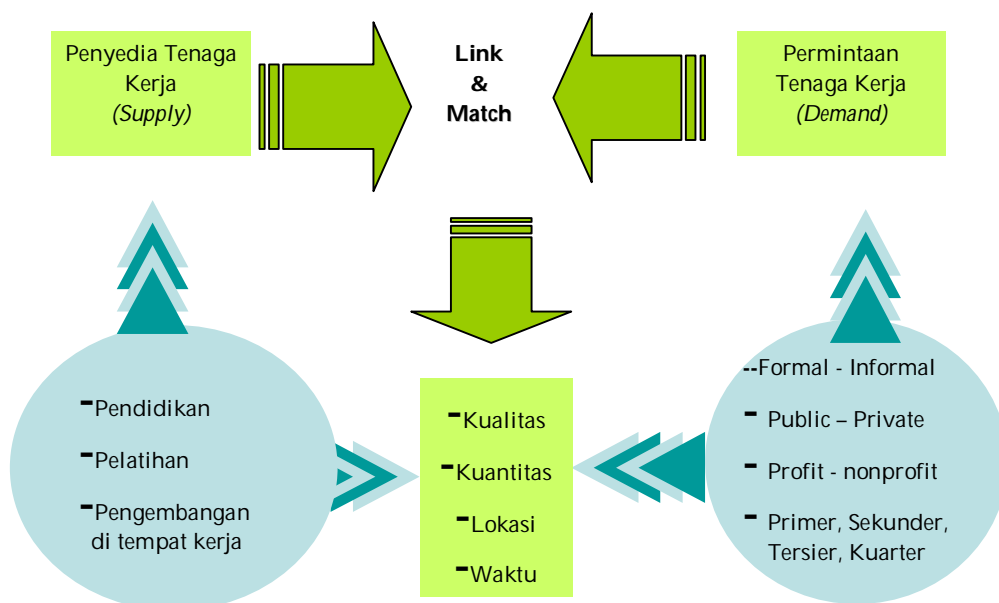 Penyedia Tenaga
Kerja
(Supply)
Link
&
Match
Permintaan
Tenaga Kerja
(Demand)
-Pendidikan
-Pelatihan
-Pengembangan
di tempat kerja
-Kualitas
-Kuantitas
-Lokasi
-Waktu
--Formal - Informal
- Public – Private
- Profit - nonprofit
- Primer, Sekunder,
Tersier, Kuarter